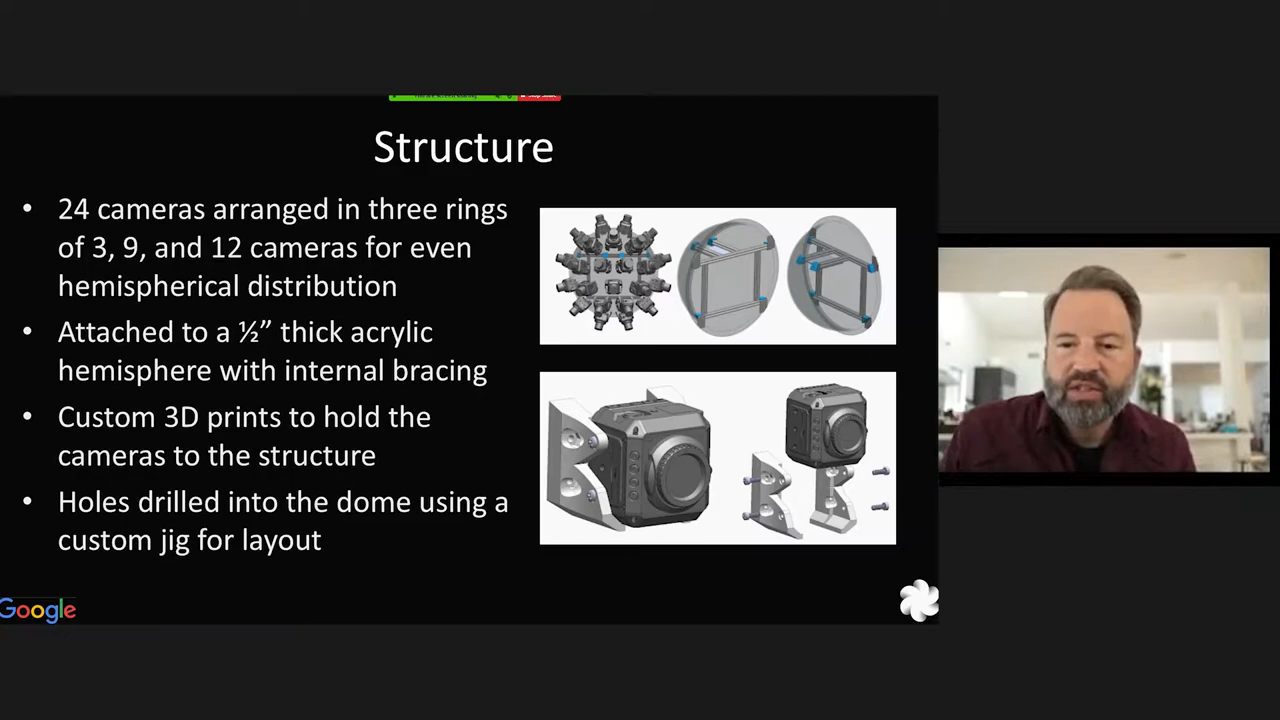 Structure
• 24 cameras arranged in three rings
of 3, 9, and 12 cameras for even
hemispherical distribution
• Attached to a ½” thick acrylic
hemisphere with internal bracing
• Custom 3D prints to hold the
cameras to the structure
• Holes drilled into the dome using a
custom jig for layout
Google